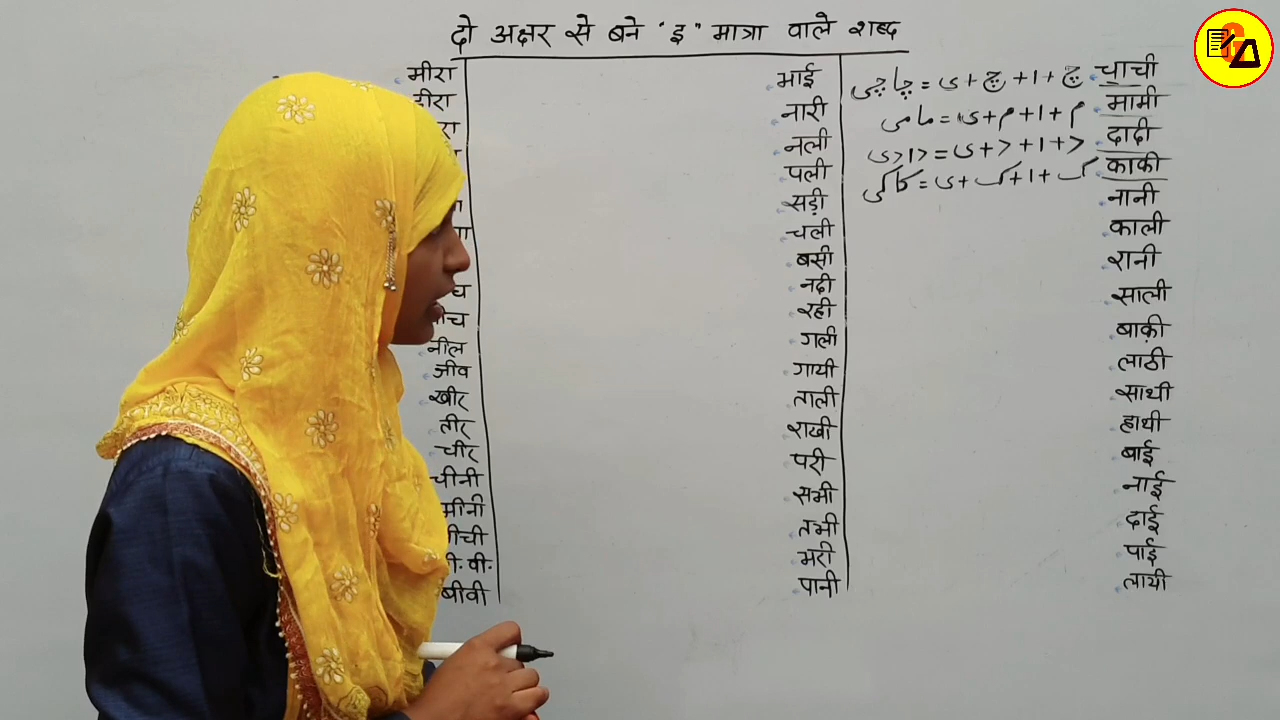 दो अक्षर से बने "इ" मात्रा वाले शब्द
चाची چ + ا + چ + ی = چاچی
मामी م + ا + م + ی = مامی
दादी د + ا + د + ی = دادی
काकी ک + ا + ک + ی = کاکی
नानी
काली
रानी
साली
बाक़ी
लाठी
साथी
हाथी
बाई
नाई
दाई
पाई
लायी
भाई
नारी
नली
पली
सड़ी
चली
बसी
नदी
रही
गली
गायी
ताली
राखी
परी
सभी
तभी
भरी
पानी
मीरा
नील
जीव
खीर
तीर
चीर
चीनी
मीनी
बीवी